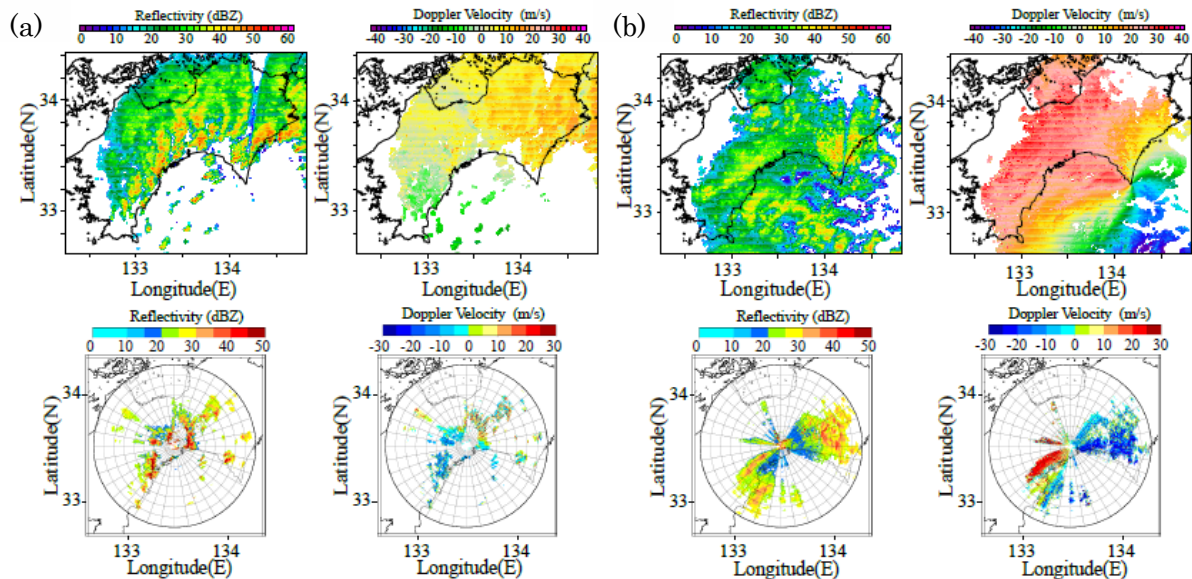 (a)
Reflectivity (dBZ)
0 10 20 30 40 50 60
Latitude(N)
34
33
133 134
Longitude(E)
Doppler Velocity (m/s)
-40 -20 0 20 40
Latitude(N)
34
33
133 134
Longitude(E)
(b)
Reflectivity (dBZ)
0 10 20 30 40 50 60
Latitude(N)
34
33
133 134
Longitude(E)
Doppler Velocity (m/s)
-40 -30 -20 -10 0 10 20 30 40
Latitude(N)
34
33
133 134
Longitude(E)
Reflectivity (dBZ)
0 10 20 30 40 50
Latitude(N)
34
33
133 134
Longitude(E)
Doppler Velocity (m/s)
-30 -20 -10 0 10 20 30
Latitude(N)
34
33
133 134
Longitude(E)
Reflectivity (dBZ)
0 10 20 30 40 50
Latitude(N)
34
33
133 134
Longitude(E)
Doppler Velocity (m/s)
-30 -20 -10 0 10 20 30
Latitude(N)
34
33
133 134
Longitude(E)